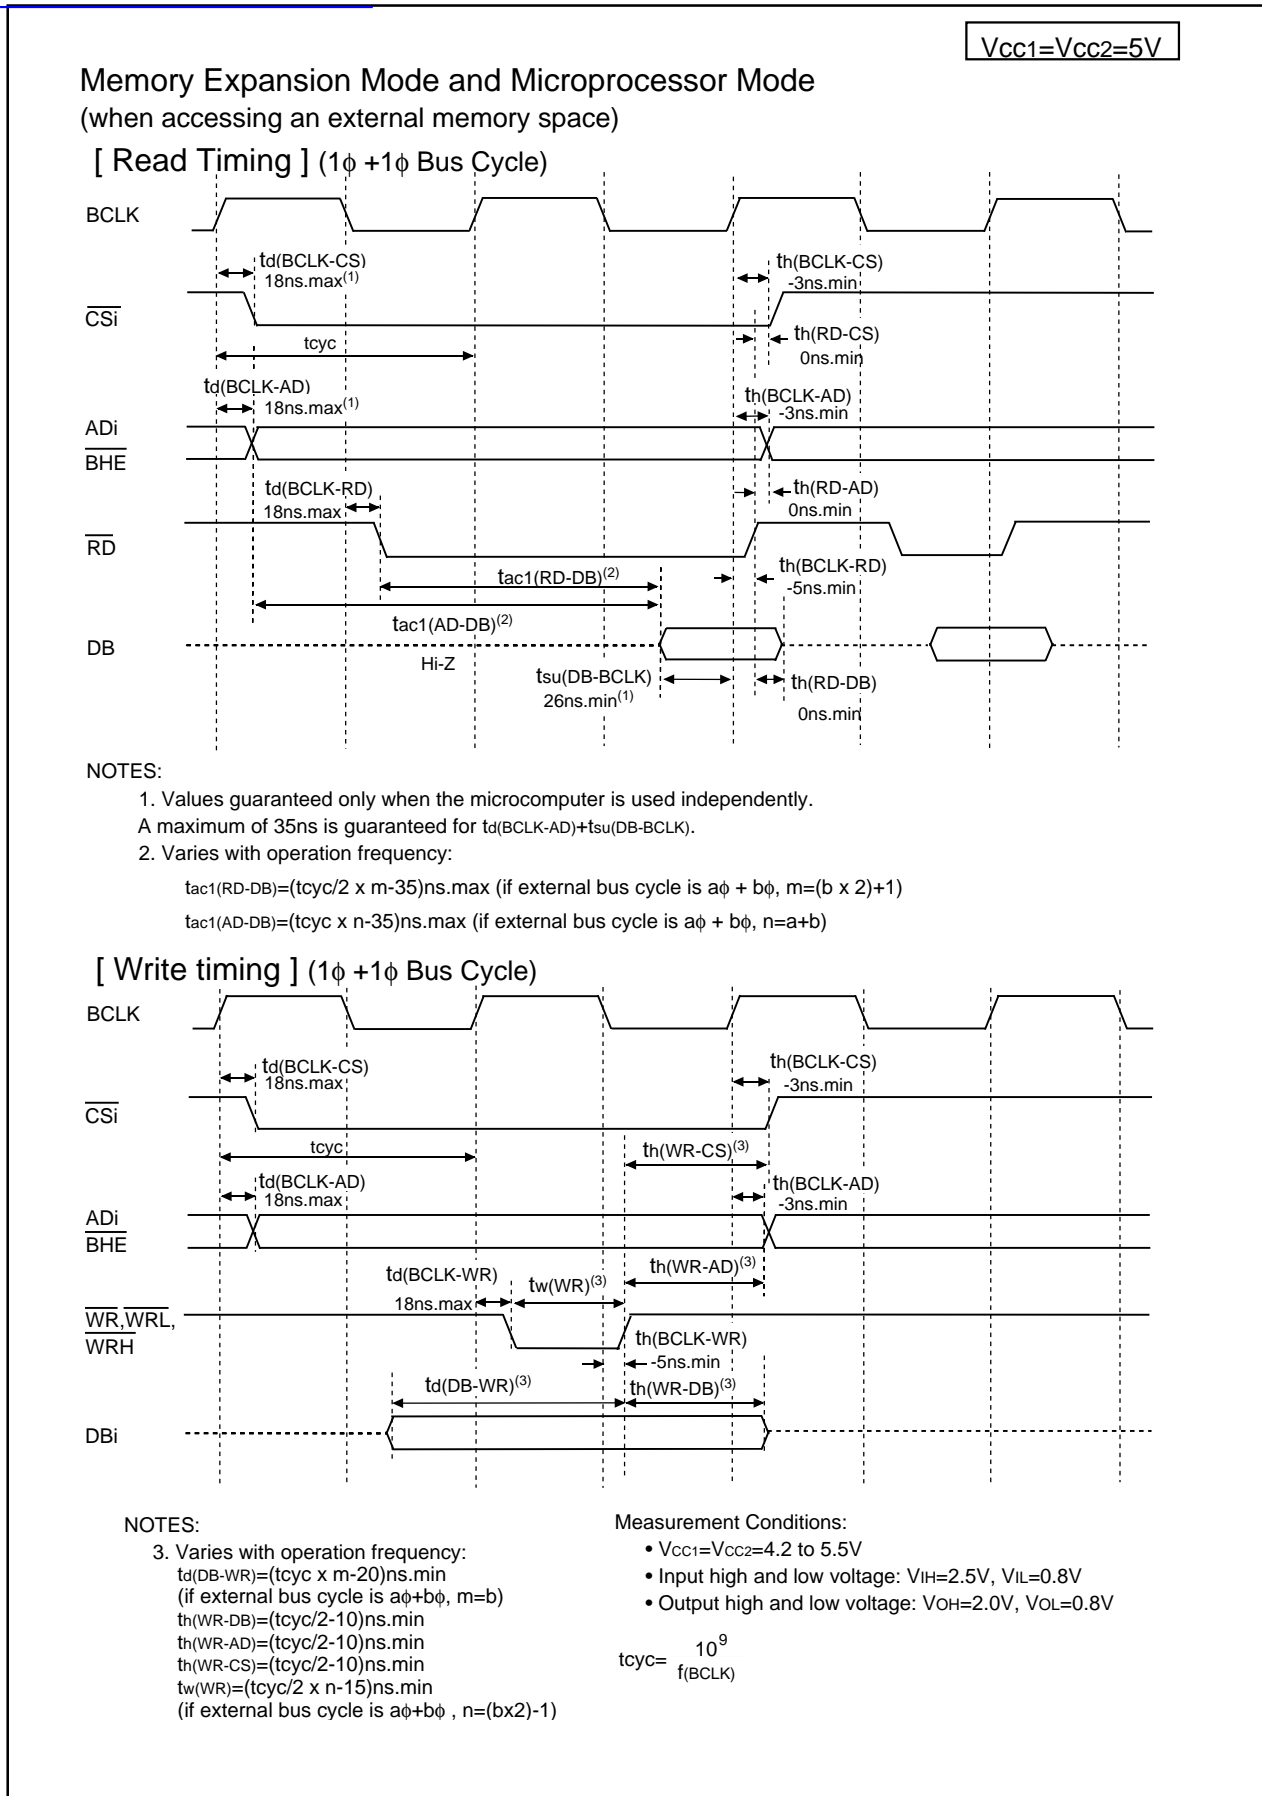 Vcc1=Vcc2=5V
Memory Expansion Mode and Microprocessor Mode
(when accessing an external memory space)
[ Read Timing ] (1ϕ +1ϕ Bus Cycle)
BCLK
td(BCLK-CS)
18ns.max(1)
th(BCLK-CS)
-3ns.min
CSi
th(RD-CS)
0ns.min
tcyc
td(BCLK-AD)
18ns.max(1)
th(BCLK-AD)
-3ns.min
ADi
BHE
td(BCLK-RD)
18ns.max
th(RD-AD)
0ns.min
RD
th(BCLK-RD)
-5ns.min
tac1(RD-DB)(2)
tac1(AD-DB)(2)
DB
Hi-Z
tsu(DB-BCLK)
26ns.min(1)
th(RD-DB)
0ns.min
NOTES:
1. Values guaranteed only when the microcomputer is used independently.
A maximum of 35ns is guaranteed for td(BCLK-AD)+tsu(DB-BCLK).
2. Varies with operation frequency:
tac1(RD-DB)=(tcyc/2 x m-35)ns.max (if external bus cycle is aϕ + bϕ, m=(b x 2)+1)
tac1(AD-DB)=(tcyc x n-35)ns.max (if external bus cycle is aϕ + bϕ, n=a+b)
[ Write timing ] (1ϕ +1ϕ Bus Cycle)
BCLK
td(BCLK-CS)
18ns.max
th(BCLK-CS)
-3ns.min
CSi
tcyc
th(WR-CS)(3)
td(BCLK-AD)
18ns.max
th(BCLK-AD)
-3ns.min
ADi
BHE
td(BCLK-WR)
18ns.max
tw(WR)(3)
th(WR-AD)(3)
WR,WRL,
WRH
th(BCLK-WR)
-5ns.min
td(DB-WR)(3)
th(WR-DB)(3)
DBi
NOTES:
3. Varies with operation frequency:
td(DB-WR)=(tcyc x m-20)ns.min
(if external bus cycle is aϕ+bϕ, m=b)
th(WR-DB)=(tcyc/2-10)ns.min
th(WR-AD)=(tcyc/2-10)ns.min
th(WR-CS)=(tcyc/2-10)ns.min
tw(WR)=(tcyc/2 x n-15)ns.min
(if external bus cycle is aϕ+bϕ , n=(bx2)-1)
Measurement Conditions:
• VCC1=VCC2=4.2 to 5.5V
• Input high and low voltage: VIH=2.5V, VIL=0.8V
• Output high and low voltage: VOH=2.0V, VOL=0.8V
tcyc= 10^9
f(BCLK)